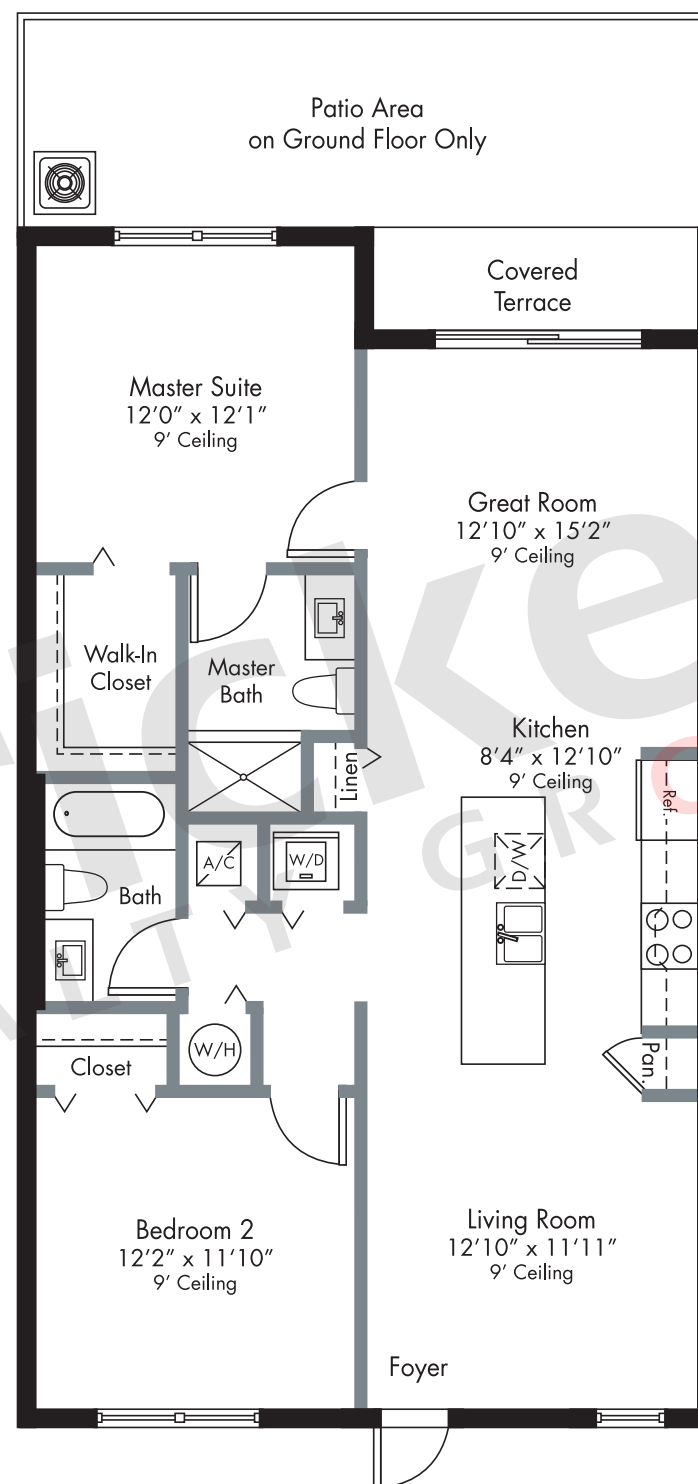 Patio Area
on Ground Floor Only
Covered
Terrace
Master Suite
12'0" x 12'1"
9' Ceiling
Great Room
12'10" x 15'2"
9' Ceiling
Walk-In
Closet
Master
Bath
Linen
Kitchen
8'4" x 12'10"
9' Ceiling
Ref.
A/C
W/D
D/W
Bath
W/H
Closet
Pan.
Bedroom 2
12'2" x 11'10"
9' Ceiling
Living Room
12'10" x 11'11"
9' Ceiling
Foyer